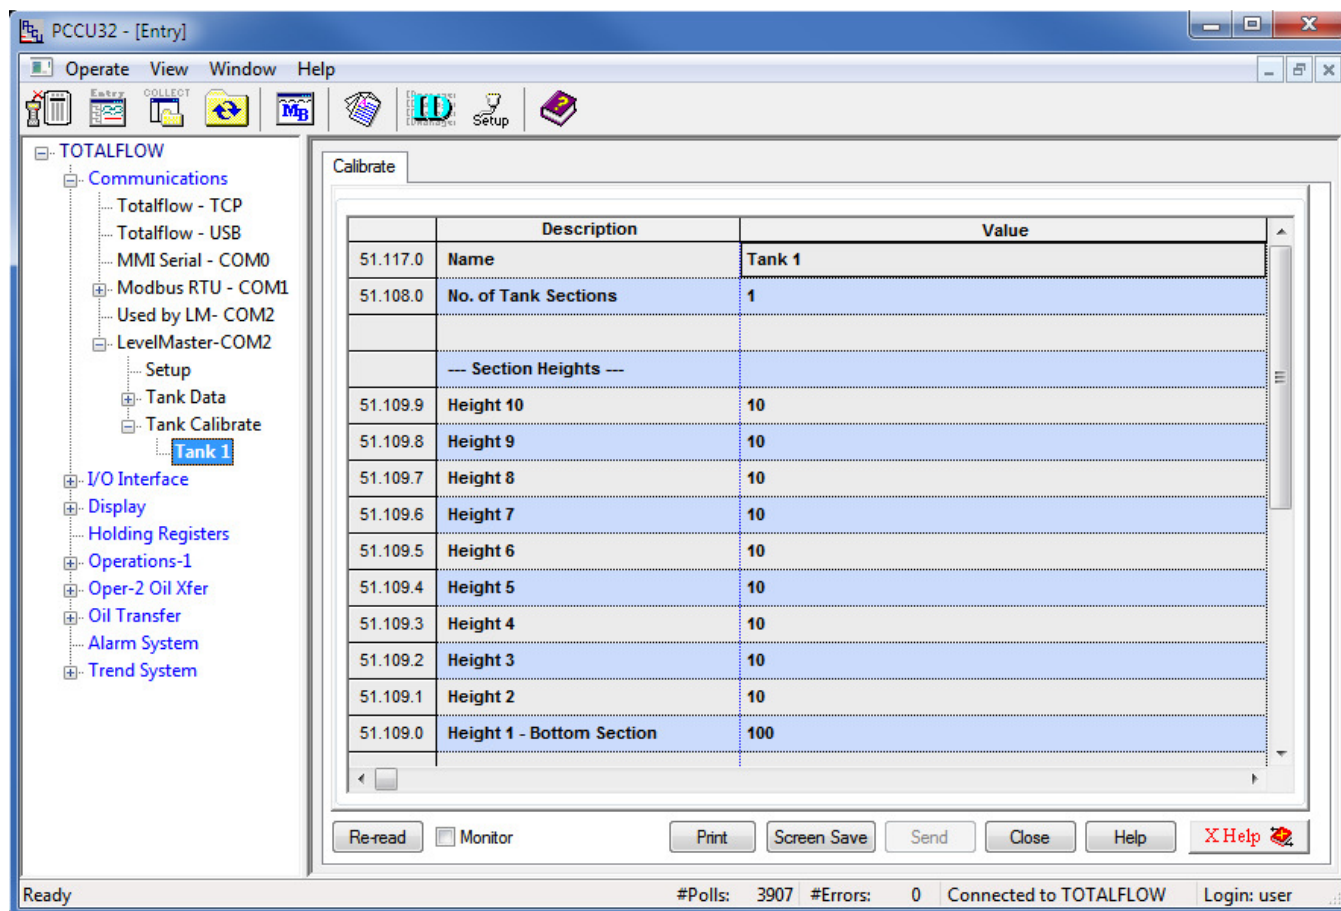 PCCU32 - [Entry]
Operate View Window Help
Entry
COLLECT
MB
ID
Setup
TOTALFLOW
Communications
Totalflow - TCP
Totalflow - USB
MMI Serial - COM0
Modbus RTU - COM1
Used by LM- COM2
LevelMaster-COM2
Setup
Tank Data
Tank Calibrate
Tank 1
I/O Interface
Display
Holding Registers
Operations-1
Oper-2 Oil Xfer
Oil Transfer
Alarm System
Trend System
Calibrate
Description Value
51.117.0 Name Tank 1
51.108.0 No. of Tank Sections 1
--- Section Heights ---
51.109.9 Height 10 10
51.109.8 Height 9 10
51.109.7 Height 8 10
51.109.6 Height 7 10
51.109.5 Height 6 10
51.109.4 Height 5 10
51.109.3 Height 4 10
51.109.2 Height 3 10
51.109.1 Height 2 10
51.109.0 Height 1 - Bottom Section 100
Re-read Monitor Print Screen Save Send Close Help X Help
Ready #Polls: 3907 #Errors: 0 Connected to TOTALFLOW Login: user